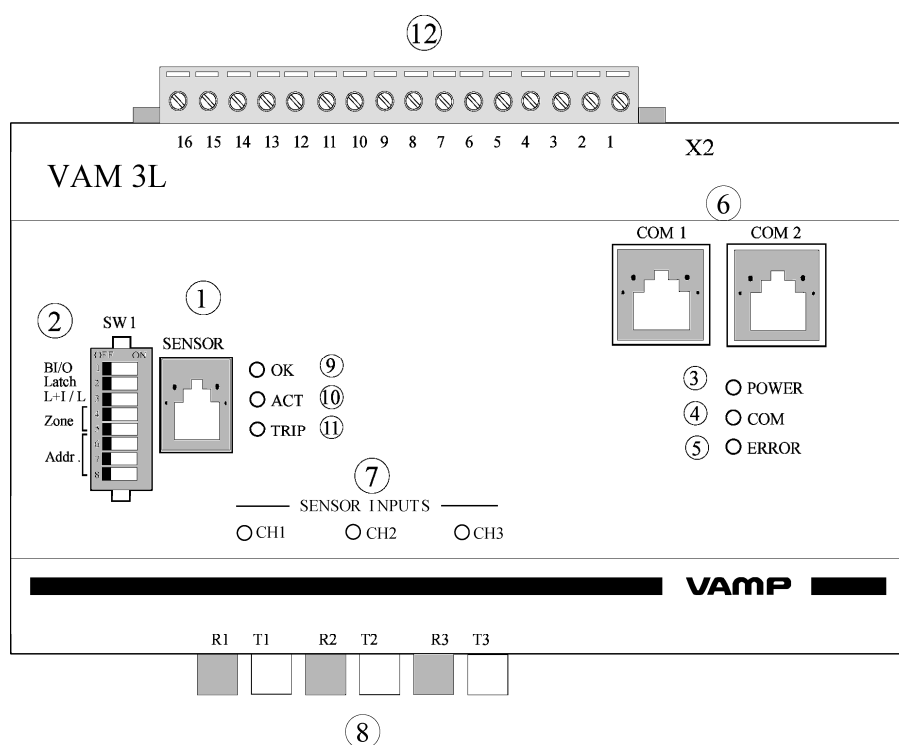 12
16 15 14 13 12 11 10 9 8 7 6 5 4 3 2 1
X2
VAM 3L
6
COM 1 COM 2
1
2
SW1
SENSOR
OFF ON
1
2
3
4
5
6
7
8
BI/O
Latch
L+I / L
Zone
Addr .
OK 9
ACT 10
TRIP 11
3 POWER
4 COM
5 ERROR
7
SENSOR INPUTS
CH1 CH2 CH3
VAMP
R1 T1 R2 T2 R3 T3
8